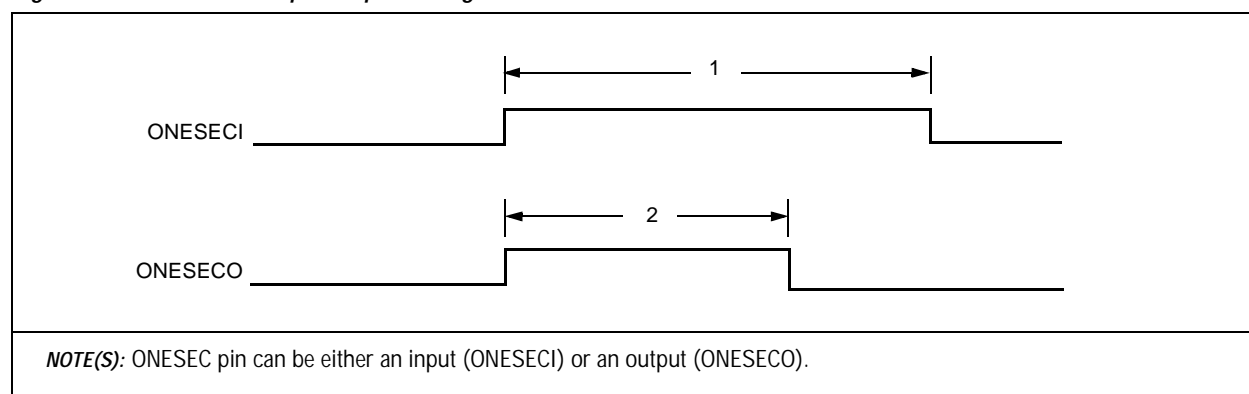 1
ONESECI
2
ONESECO
NOTE(S): ONESEC pin can be either an input (ONESECI) or an output (ONESECO).